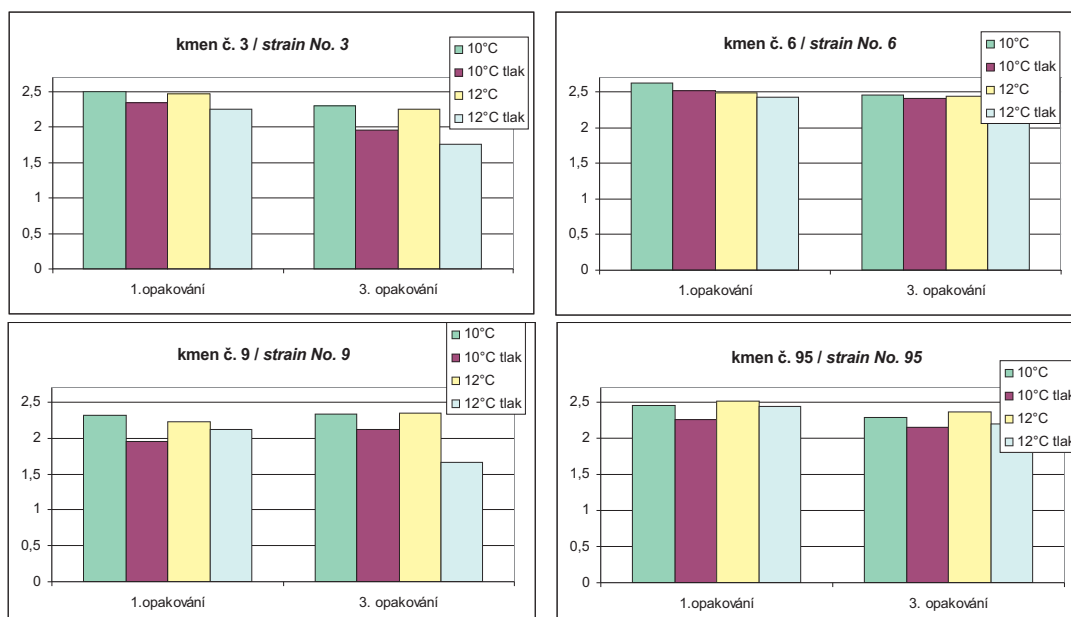 kmen č. 3 / strain No. 3
10°C
10°C tlak
12°C
12°C tlak
2,5
2
1,5
1
0,5
0
1.opakování
3. opakování
kmen č. 6 / strain No. 6
10°C
10°C tlak
12°C
12°C tlak
2,5
2
1,5
1
0,5
0
1.opakování
3. opakování
kmen č. 9 / strain No. 9
10°C
10°C tlak
12°C
12°C tlak
2,5
2
1,5
1
0,5
0
1.opakování
3. opakování
kmen č. 95 / strain No. 95
10°C
10°C tlak
12°C
12°C tlak
2,5
2
1,5
1
0,5
0
1.opakování
3. opakování